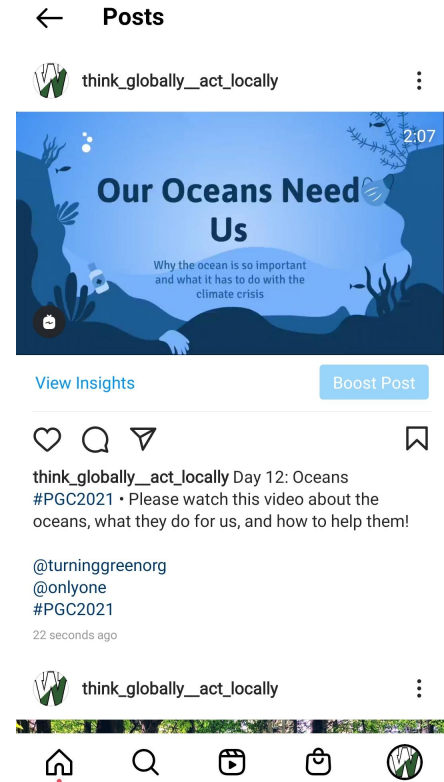 Posts
think_globally__act_locally
2:07
Our Oceans Need
Us
Why the ocean is so important
and what it has to do with the
climate crisis
View Insights
Boost Post
think_globally__act_locally Day 12: Oceans
#PGC2021 • Please watch this video about the
oceans, what they do for us, and how to help them!
@turninggreenorg
@onlyone
#PGC2021
22 seconds ago
think_globally__act_locally